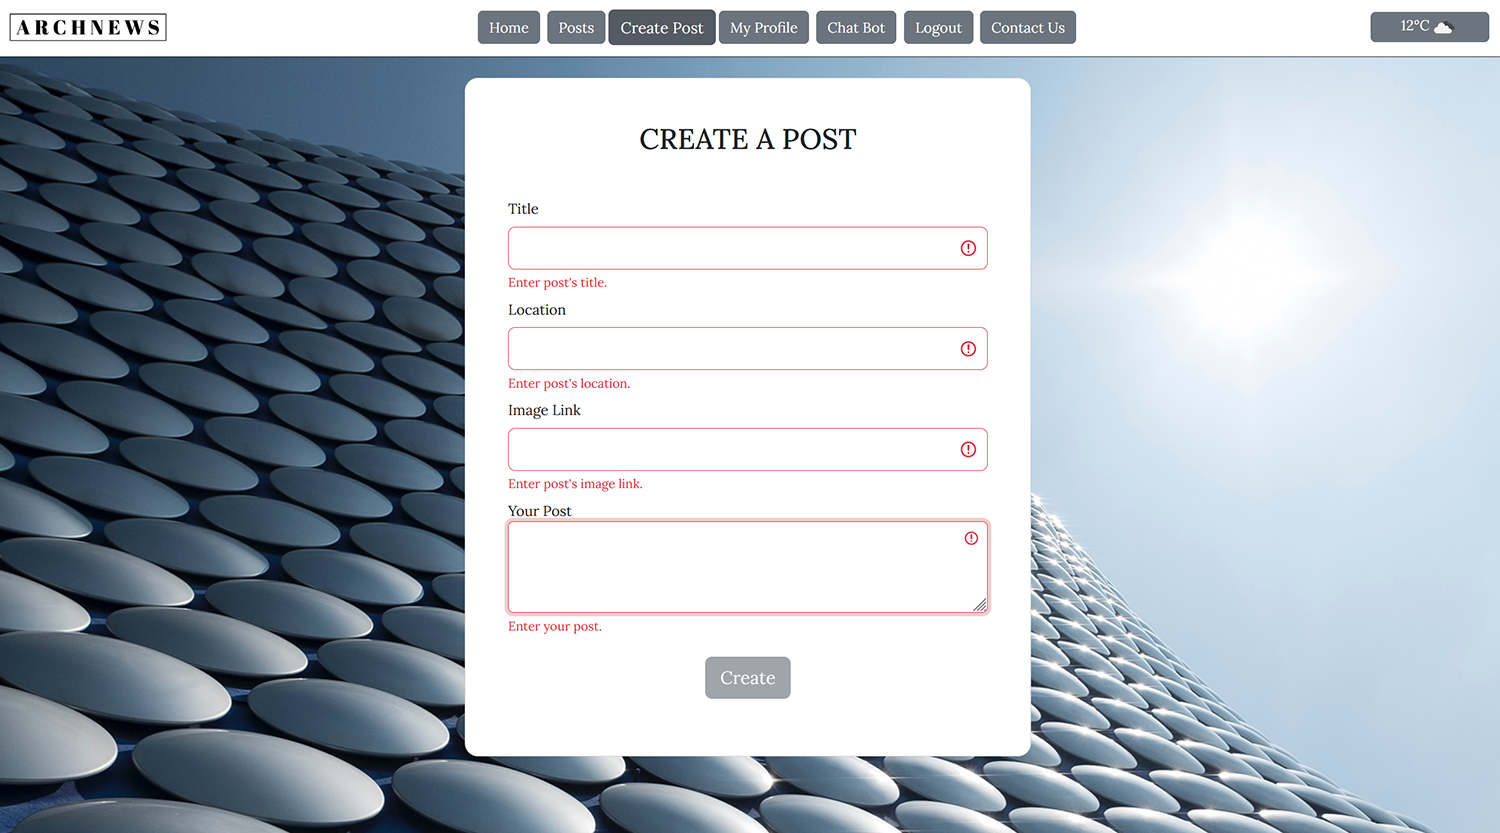 ARCHNEWS
Home
Posts
Create Post
My Profile
Chat Bot
Logout
Contact Us
12°C
CREATE A POST
Title
Enter post's title.
Location
Enter post's location.
Image Link
Enter post's image link.
Your Post
Enter your post.
Create